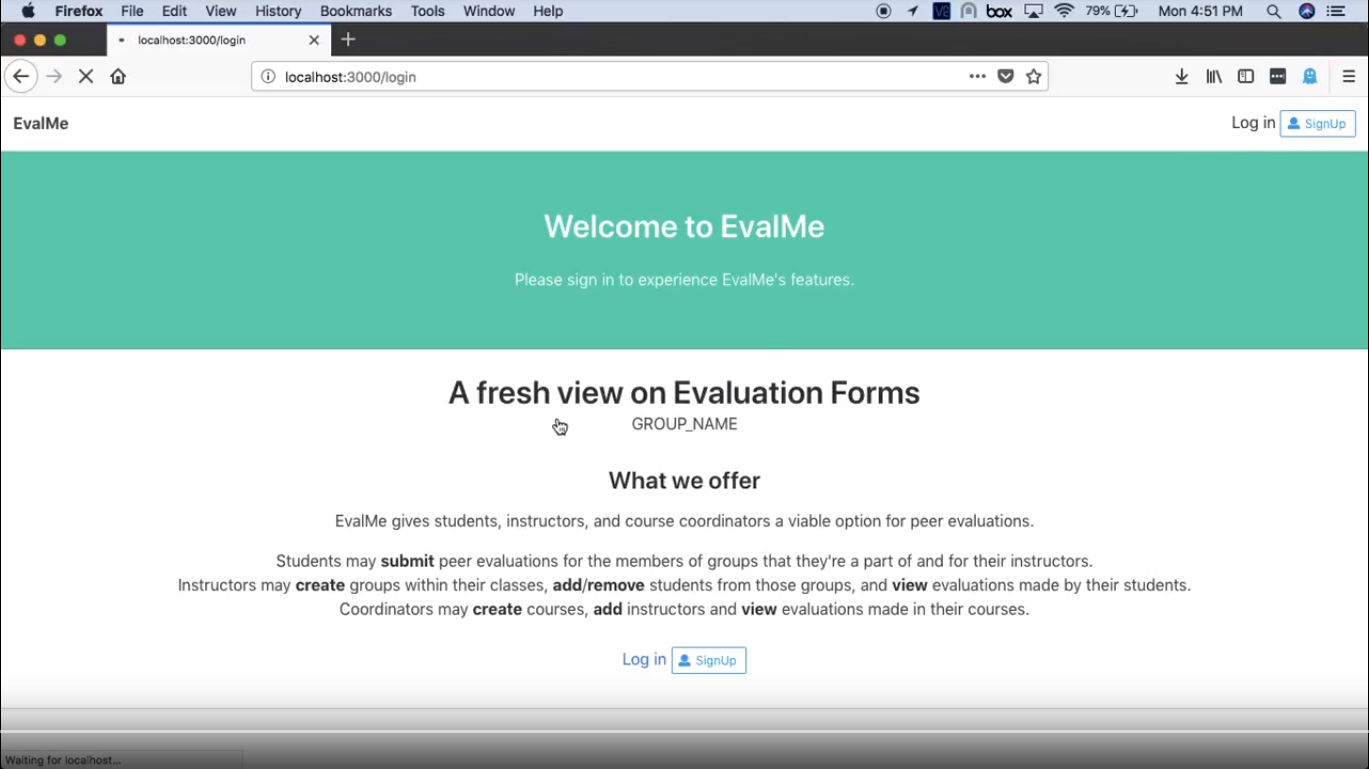 Firefox File Edit View History Bookmarks Tools Window Help box 79% Mon 4:51 PM
localhost:3000/login
localhost:3000/login
EvalMe Log in SignUp
Welcome to EvalMe
Please sign in to experience EvalMe's features.
A fresh view on Evaluation Forms
GROUP_NAME
What we offer
EvalMe gives students, instructors, and course coordinators a viable option for peer evaluations.
Students may submit peer evaluations for the members of groups that they're a part of and for their instructors.
Instructors may create groups within their classes, add/remove students from those groups, and view evaluations made by their students.
Coordinators may create courses, add instructors and view evaluations made in their courses.
Log in SignUp
Waiting for localhost...